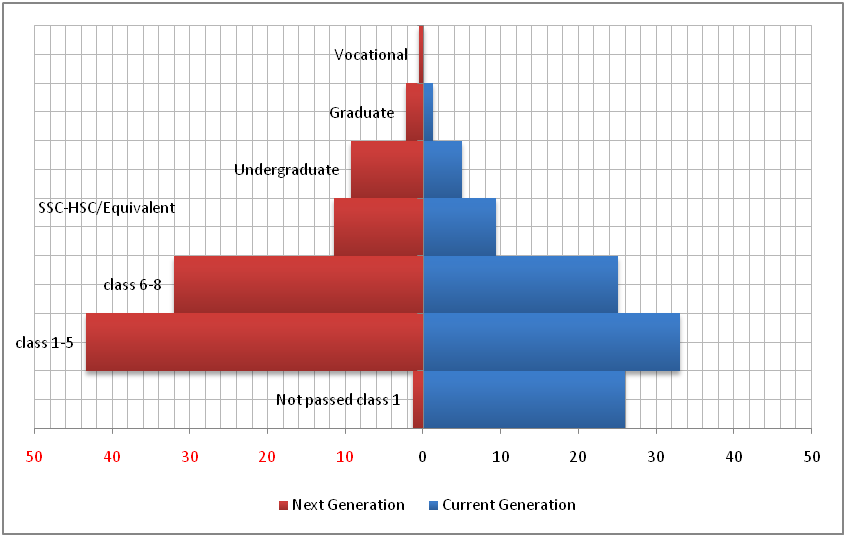 Vocational
Graduate
Undergraduate
SSC-HSC/Equivalent
class 6-8
class 1-5
Not passed class 1
50 40 30 20 10 0 10 20 30 40 50
Next Generation Current Generation